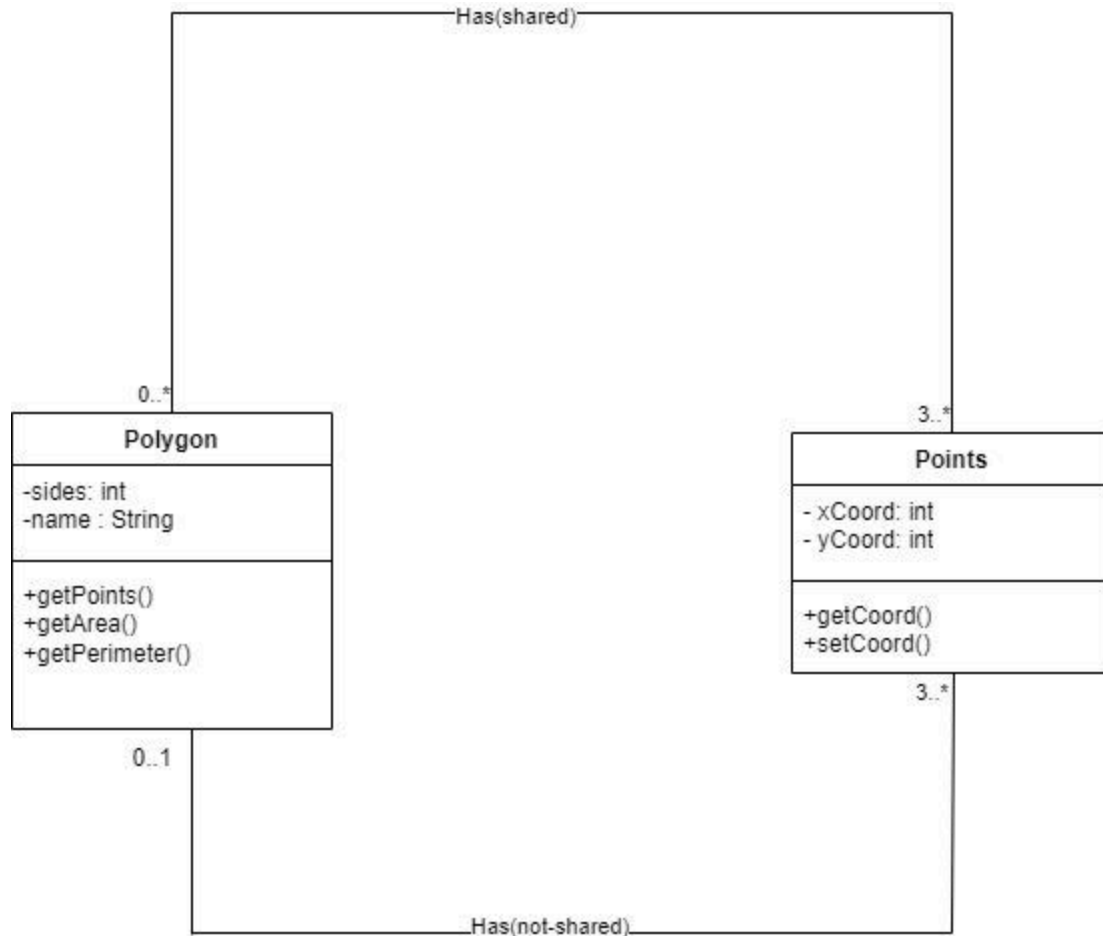 Has(shared)
0..*
3..*
Polygon
-sides: int
-name : String
+getPoints()
+getArea()
+getPerimeter()
Points
- xCoord: int
- yCoord: int
+getCoord()
+setCoord()
0..1
3..*
Has(not-shared)